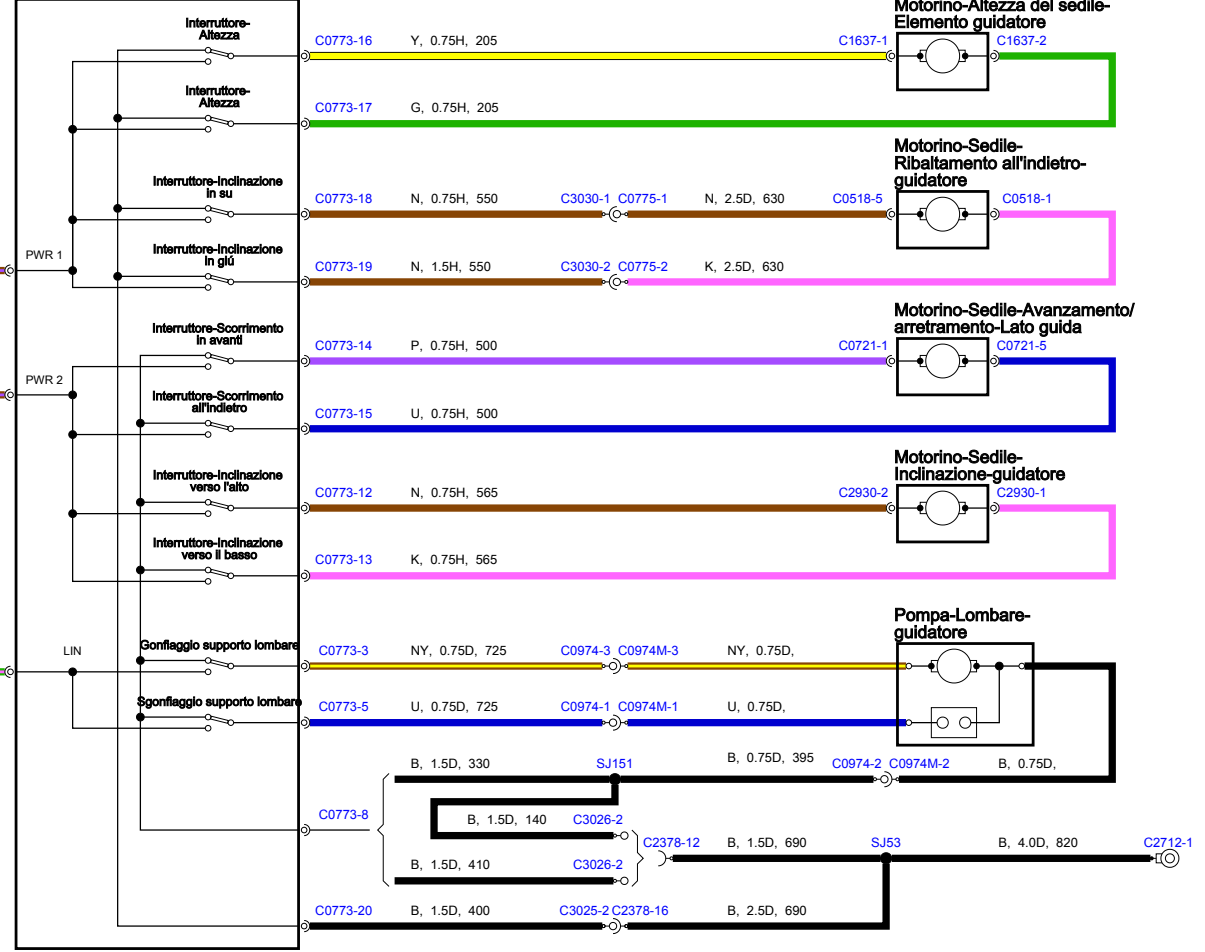 Motorino-Altezza del sedile-
Elemento guidatore
Interruttore-
Altezza
C0773-16 Y, 0.75H, 205 C1637-1 C1637-2
Interruttore-
Altezza
C0773-17 G, 0.75H, 205
Motorino-Sedile-
Ribaltamento all'indietro-
guidatore
Interruttore-Inclinazione
in su
C0773-18 N, 0.75H, 550 C3030-1 C0775-1 N, 2.5D, 630 C0518-5 C0518-1
PWR 1
Interruttore-Inclinazione
in giú
C0773-19 N, 1.5H, 550 C3030-2 C0775-2 K, 2.5D, 630
Motorino-Sedile-Avanzamento/
arretramento-Lato guida
Interruttore-Scorrimento
in avanti
C0773-14 P, 0.75H, 500 C0721-1 C0721-5
PWR 2
Interruttore-Scorrimento
all'indietro
C0773-15 U, 0.75H, 500
Motorino-Sedile-
Inclinazione-guidatore
Interruttore-Inclinazione
verso l'alto
C0773-12 N, 0.75H, 565 C2930-2 C2930-1
Interruttore-Inclinazione
verso il basso
C0773-13 K, 0.75H, 565
Pompa-Lombare-
guidatore
LIN
Gonfiaggio supporto lombare
C0773-3 NY, 0.75D, 725 C0974-3 C0974M-3 NY, 0.75D,
Sgonfiaggio supporto lombare
C0773-5 U, 0.75D, 725 C0974-1 C0974M-1 U, 0.75D,
B, 1.5D, 330 SJ151 B, 0.75D, 395 C0974-2 C0974M-2 B, 0.75D,
C0773-8
B, 1.5D, 140 C3026-2
C2378-12 B, 1.5D, 690 SJ53 B, 4.0D, 820 C2712-1
B, 1.5D, 410 C3026-2
C0773-20 B, 1.5D, 400 C3025-2 C2378-16 B, 2.5D, 690